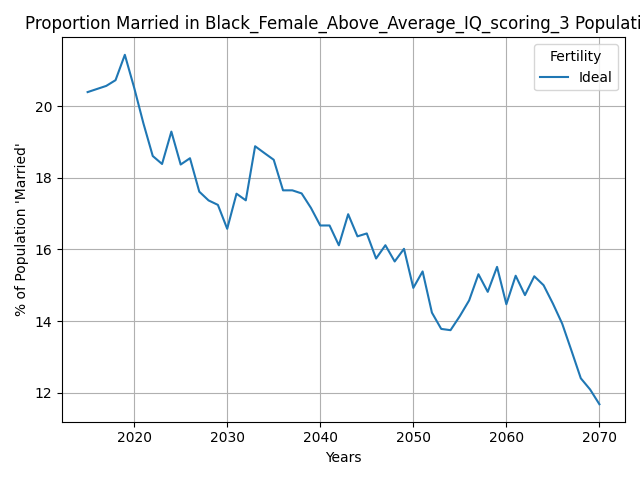 Proportion Married in Black_Female_Above_Average_IQ_scoring_3 Populati
Fertility
Ideal
% of Population 'Married'
20
18
16
14
12
2020 2030 2040 2050 2060 2070
Years